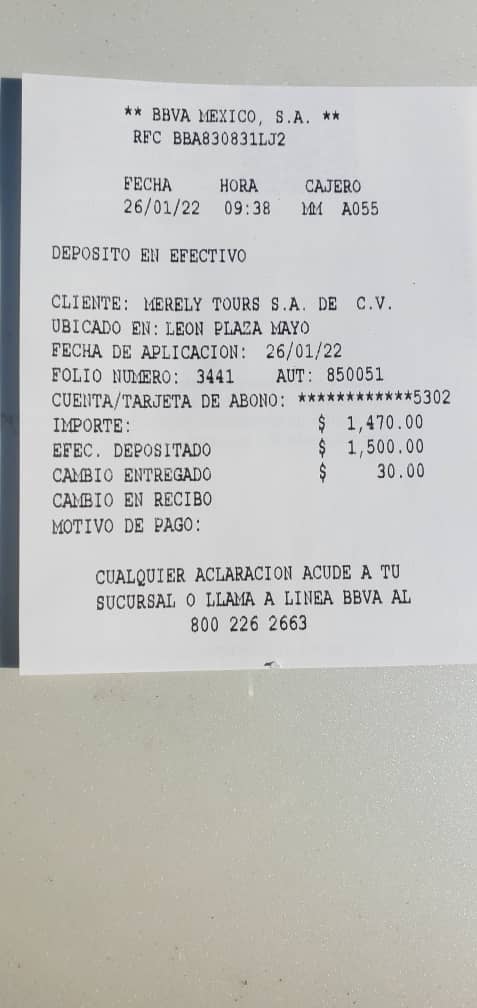 ** BBVA MEXICO, S.A. **
RFC BBA830831LJ2
FECHA HORA CAJERO
26/01/22 09:38 MM A055
DEPOSITO EN EFECTIVO
CLIENTE: MERELY TOURS S.A. DE C.V.
UBICADO EN: LEON PLAZA MAYO
FECHA DE APLICACION: 26/01/22
FOLIO NUMERO: 3441 AUT: 850051
CUENTA/TARJETA DE ABONO: ************5302
IMPORTE: $ 1,470.00
EFEC. DEPOSITADO $ 1,500.00
CAMBIO ENTREGADO $ 30.00
CAMBIO EN RECIBO
MOTIVO DE PAGO:
CUALQUIER ACLARACION ACUDE A TU
SUCURSAL O LLAMA A LINEA BBVA AL
800 226 2663